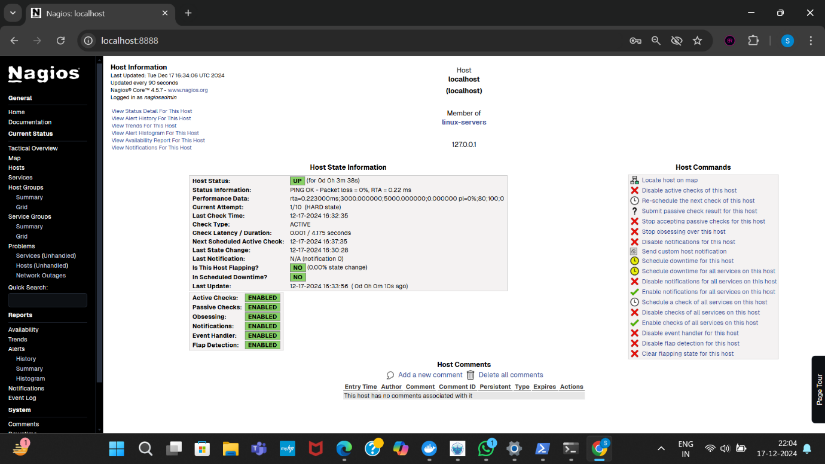 Nagios: localhost
localhost:8888
S
Nagios®
General
Home
Documentation
Current Status
Tactical Overview
Map
Hosts
Services
Host Groups
Summary
Grid
Service Groups
Summary
Grid
Problems
Services (Unhandled)
Hosts (Unhandled)
Network Outages
Quick Search:
Reports
Availability
Trends
Alerts
History
Summary
Histogram
Notifications
Event Log
System
Comments
Downtime
Host Information
Last Updated: Tue Dec 17 16:34:06 UTC 2024
Updated every 90 seconds
Nagios® Core™ 4.5.7 - www.nagios.org
Logged in as nagiosadmin
View Status Detail For This Host
View Alert History For This Host
View Trends For This Host
View Alert Histogram For This Host
View Availability Report For This Host
View Notifications For This Host
Host
localhost
(localhost)
Member of
linux-servers
127.0.0.1
Host State Information
Host Status: UP (for 0d 0h 3m 38s)
Status Information: PING OK - Packet loss = 0%, RTA = 0.22 ms
Performance Data: rta=0.223000ms;3000.000000;5000.000000;0.000000 pl=0%;80;100;0
Current Attempt: 1/10 (HARD state)
Last Check Time: 12-17-2024 16:32:35
Check Type: ACTIVE
Check Latency / Duration: 0.001 / 4.175 seconds
Next Scheduled Active Check: 12-17-2024 16:37:35
Last State Change: 12-17-2024 16:30:28
Last Notification: N/A (notification 0)
Is This Host Flapping? NO (0.00% state change)
In Scheduled Downtime? NO
Last Update: 12-17-2024 16:33:56 ( 0d 0h 0m 10s ago)
Active Checks: ENABLED
Passive Checks: ENABLED
Obsessing: ENABLED
Notifications: ENABLED
Event Handler: ENABLED
Flap Detection: ENABLED
Host Commands
Locate host on map
Disable active checks of this host
Re-schedule the next check of this host
Submit passive check result for this host
Stop accepting passive checks for this host
Stop obsessing over this host
Disable notifications for this host
Send custom host notification
Schedule downtime for this host
Schedule downtime for all services on this host
Disable notifications for all services on this host
Enable notifications for all services on this host
Schedule a check of all services on this host
Disable checks of all services on this host
Enable checks of all services on this host
Disable event handler for this host
Disable flap detection for this host
Clear flapping state for this host
Host Comments
Add a new comment Delete all comments
Entry Time Author Comment Comment ID Persistent Type Expires Actions
This host has no comments associated with it
Page Tour
ENG
IN
22:04
17-12-2024